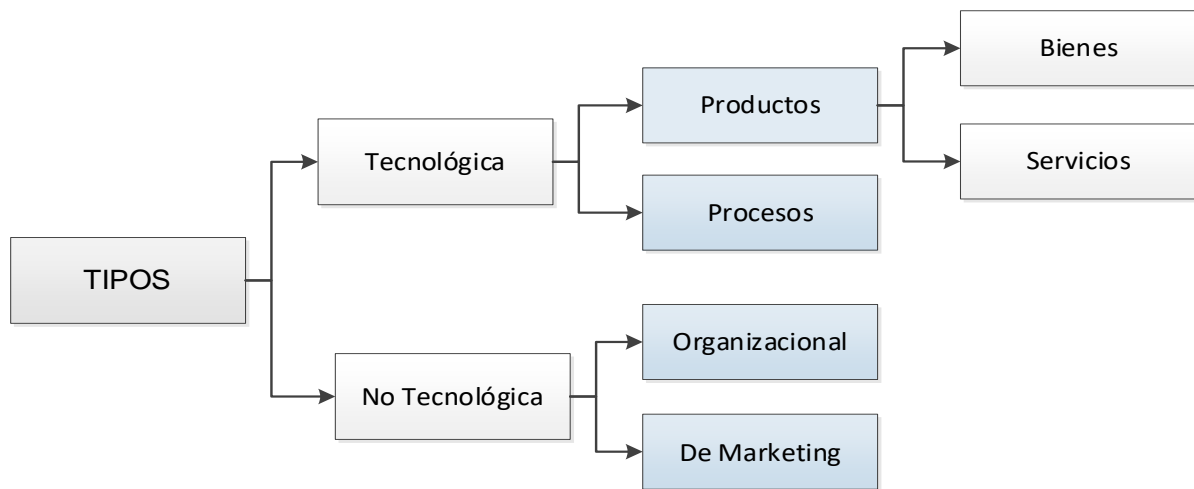 TIPOS
Tecnológica
Productos
Bienes
Servicios
Procesos
No Tecnológica
Organizacional
De Marketing